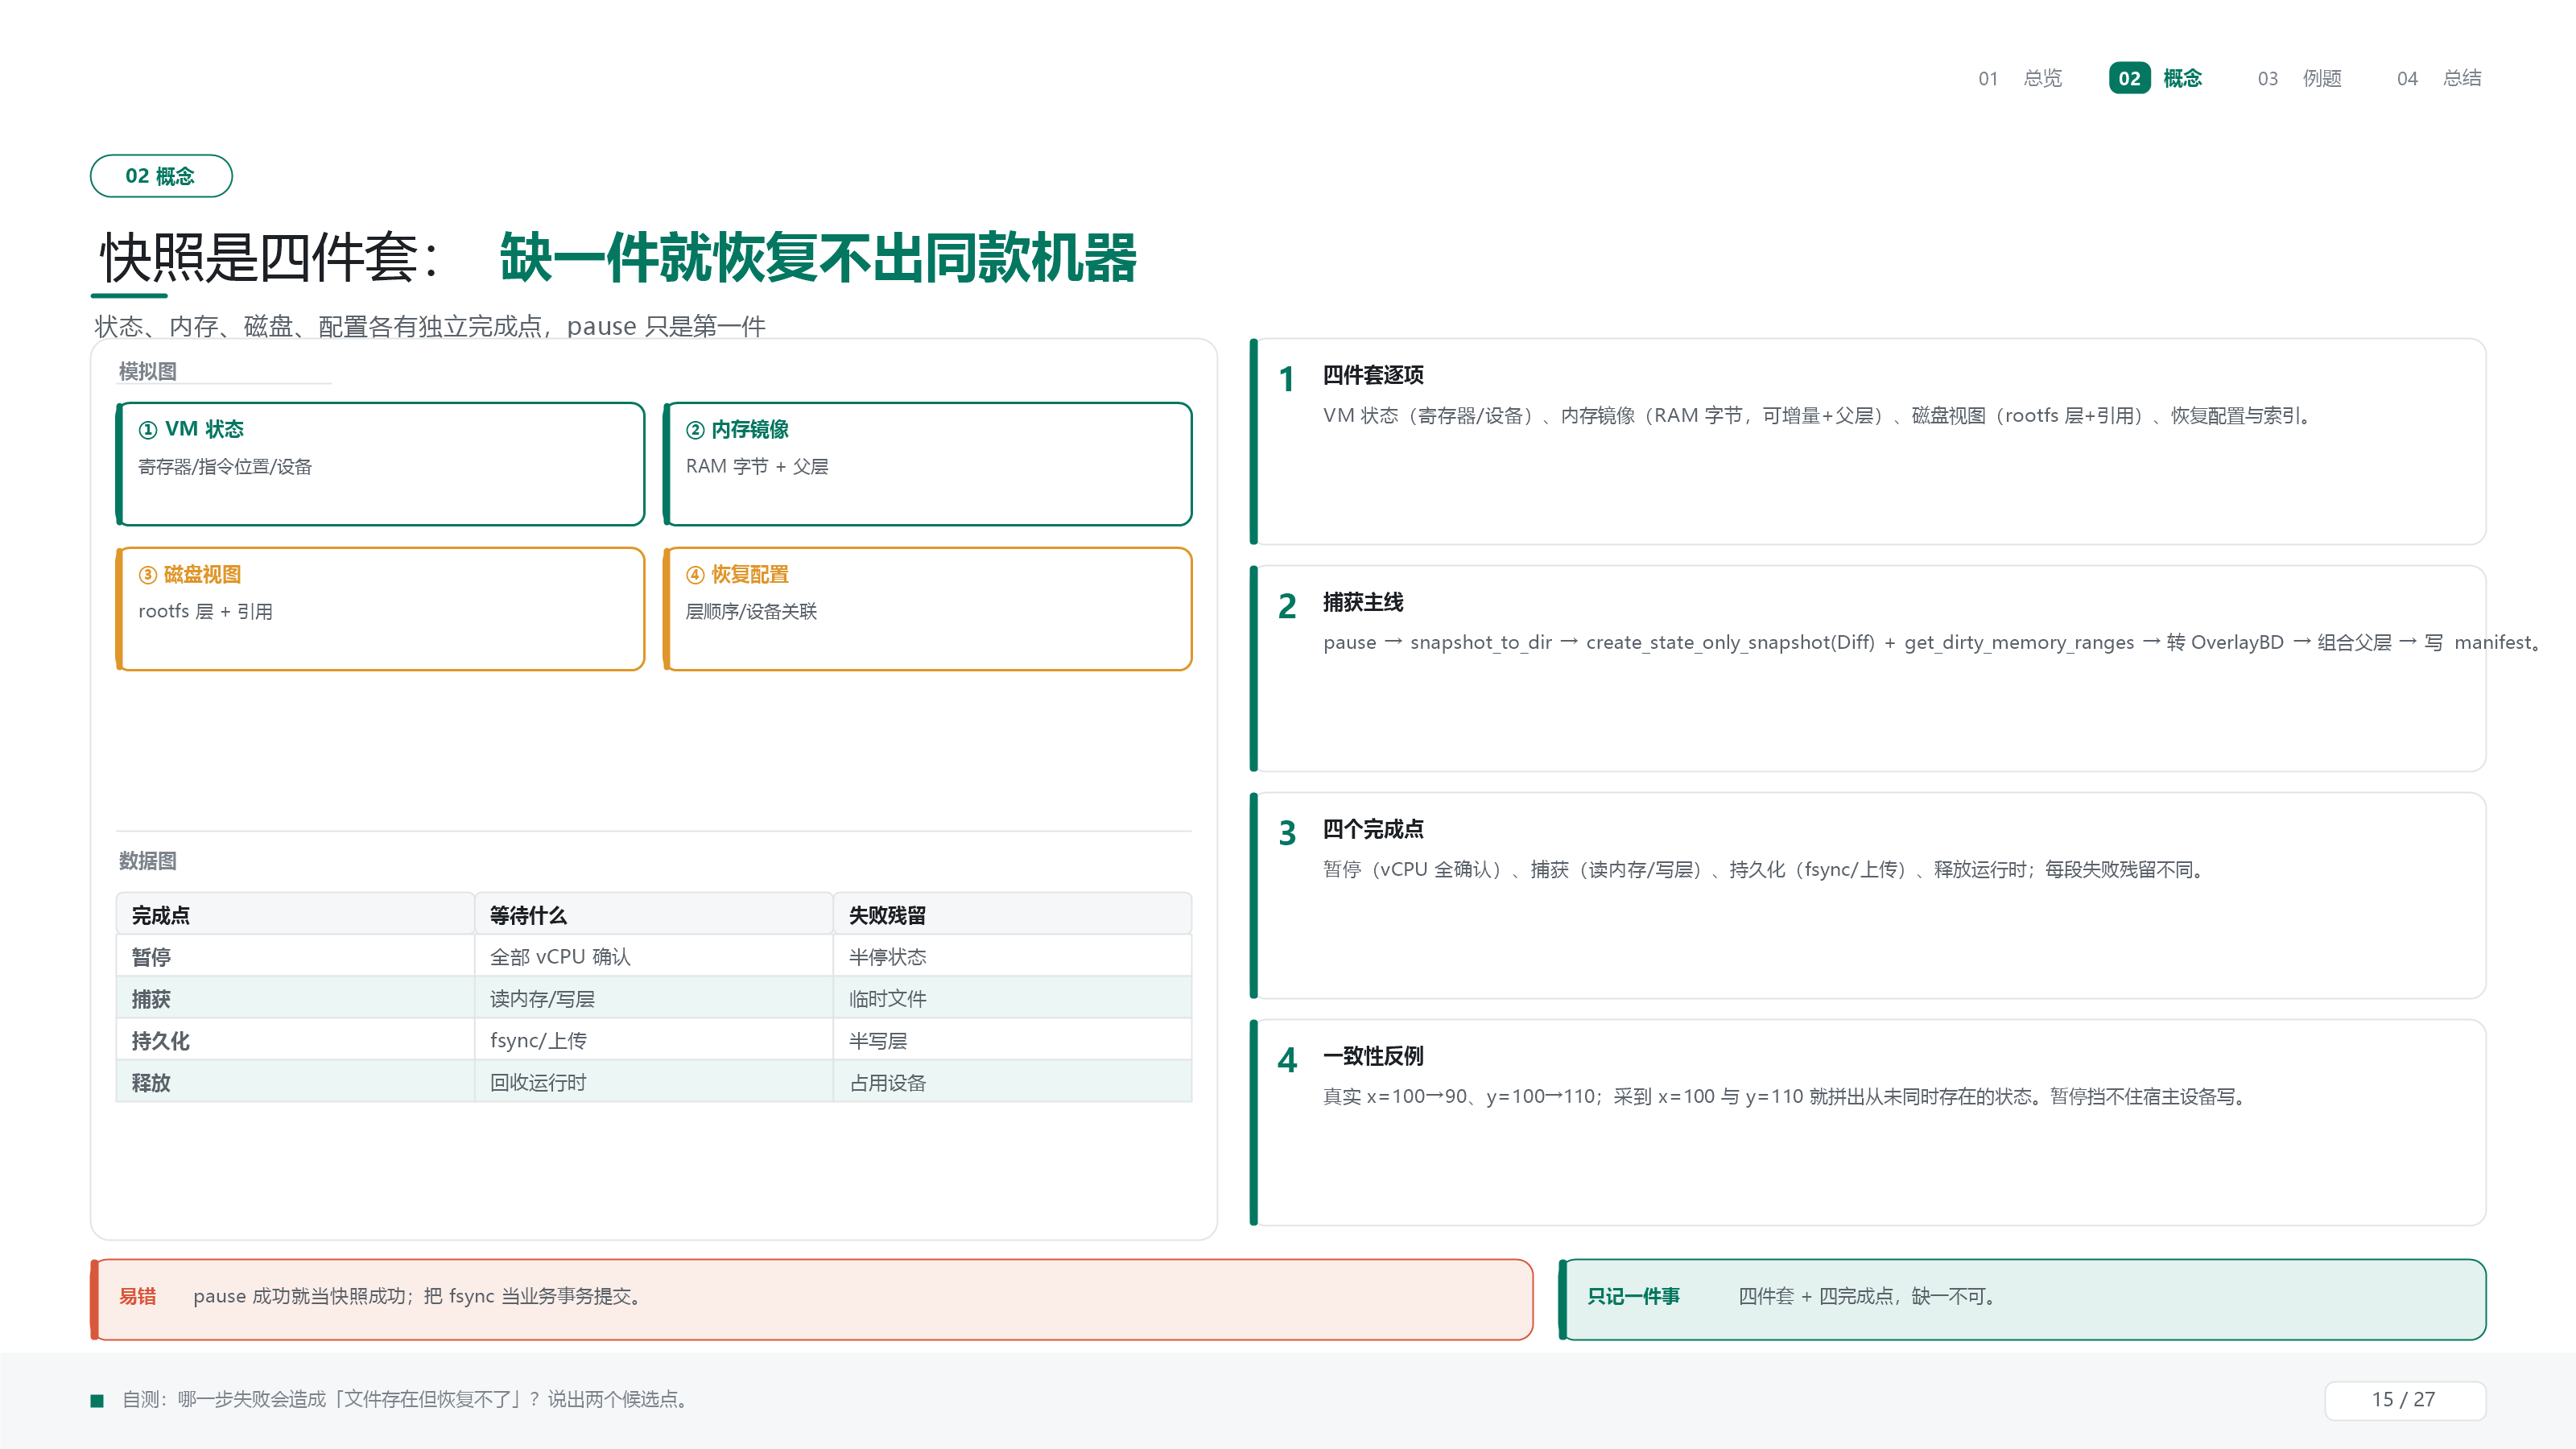 01 总览 02 概念 03 例题 04 总结
02 概念
快照是四件套： 缺一件就恢复不出同款机器
状态、内存、磁盘、配置各有独立完成点，pause 只是第一件
模拟图
① VM 状态
寄存器/指令位置/设备
② 内存镜像
RAM 字节 + 父层
③ 磁盘视图
rootfs 层 + 引用
④ 恢复配置
层顺序/设备关联
数据图
完成点 等待什么 失败残留
暂停 全部 vCPU 确认 半停状态
捕获 读内存/写层 临时文件
持久化 fsync/上传 半写层
释放 回收运行时 占用设备
1 四件套逐项
VM 状态（寄存器/设备）、内存镜像（RAM 字节，可增量+父层）、磁盘视图（rootfs 层+引用）、恢复配置与索引。
2 捕获主线
pause → snapshot_to_dir → create_state_only_snapshot(Diff) + get_dirty_memory_ranges → 转 OverlayBD → 组合父层 → 写 manifest。
3 四个完成点
暂停（vCPU 全确认）、捕获（读内存/写层）、持久化（fsync/上传）、释放运行时；每段失败残留不同。
4 一致性反例
真实 x=100→90、y=100→110；采到 x=100 与 y=110 就拼出从未同时存在的状态。暂停挡不住宿主设备写。
易错 pause 成功就当快照成功；把 fsync 当业务事务提交。
只记一件事 四件套 + 四完成点，缺一不可。
自测：哪一步失败会造成「文件存在但恢复不了」？说出两个候选点。
15 / 27